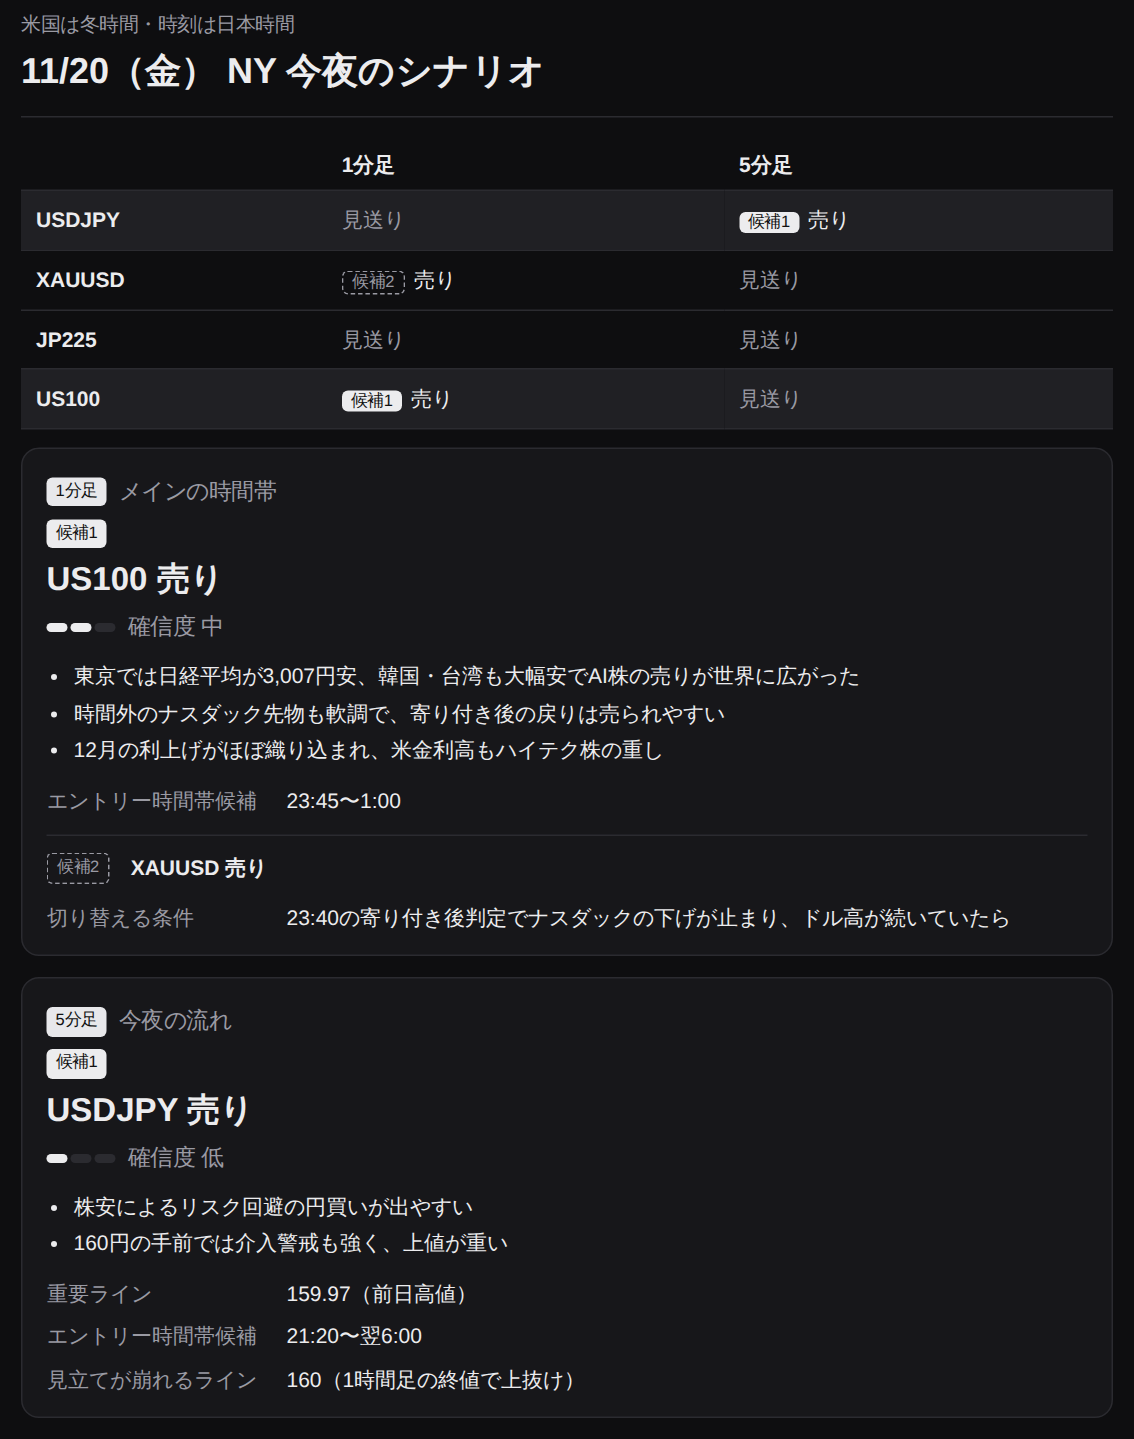 米国は冬時間・時刻は日本時間
11/20（金） NY 今夜のシナリオ
1分足 5分足
USDJPY 見送り 候補1 売り
XAUUSD 候補2 売り 見送り
JP225 見送り 見送り
US100 候補1 売り 見送り
1分足 メインの時間帯
候補1
US100 売り
確信度 中
• 東京では日経平均が3,007円安、韓国・台湾も大幅安でAI株の売りが世界に広がった
• 時間外のナスダック先物も軟調で、寄り付き後の戻りは売られやすい
• 12月の利上げがほぼ織り込まれ、米金利高もハイテク株の重し
エントリー時間帯候補 23:45〜1:00
候補2 XAUUSD 売り
切り替える条件 23:40の寄り付き後判定でナスダックの下げが止まり、ドル高が続いていたら
5分足 今夜の流れ
候補1
USDJPY 売り
確信度 低
• 株安によるリスク回避の円買いが出やすい
• 160円の手前では介入警戒も強く、上値が重い
重要ライン 159.97（前日高値）
エントリー時間帯候補 21:20〜翌6:00
見立てが崩れるライン 160（1時間足の終値で上抜け）